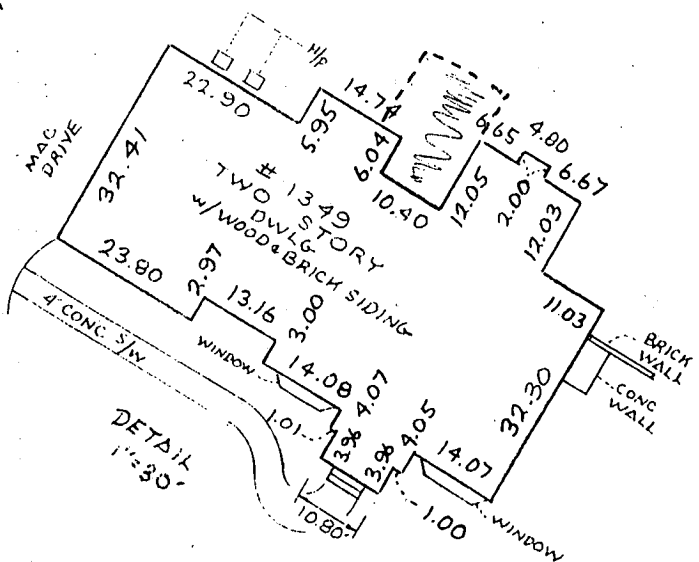 H/P
22.90
14.74
5.95
6.04
6.65
4.80
6.67
MAC
DRIVE
32.41
10.40
12.05
2.00
12.03
# 1349
TWO STORY
DWLG
w/WOOD & BRICK SIDING
23.80
2.97
13.16
3.00
11.03
BRICK
WALL
CONC
WALL
32.30
4' CONC S/W
WINDOW
14.08
4.07
1.01
3.96
3.96
4.05
14.07
DETAIL
1"=30'
10.80'
1.00
WINDOW